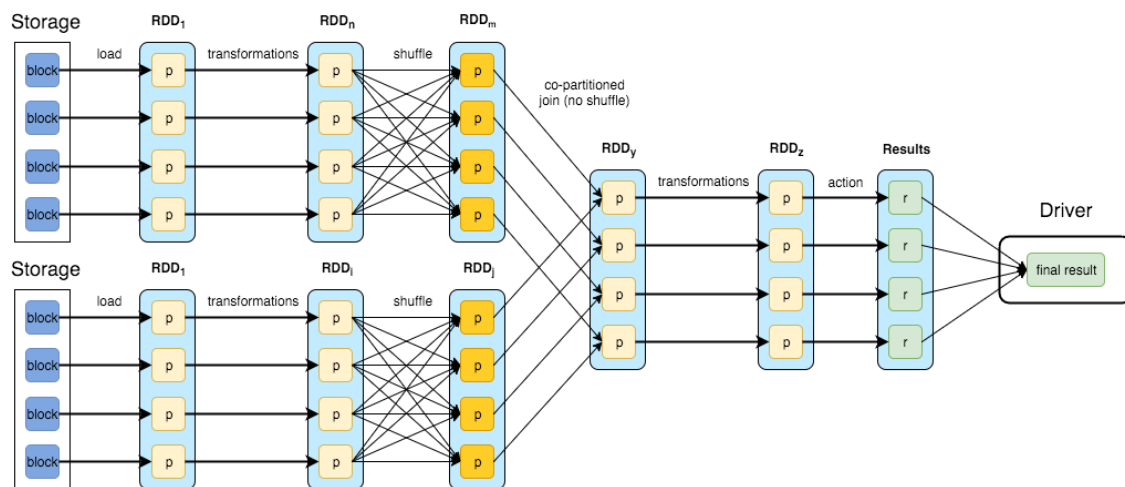 Storage
RDD₁
RDDₙ
RDDₘ
load
transformations
shuffle
block
p
p
p
block
p
p
p
block
p
p
p
block
p
p
p
co-partitioned
join (no shuffle)
Storage
RDD₁
RDDᵢ
RDDⱼ
load
transformations
shuffle
block
p
p
p
block
p
p
p
block
p
p
p
block
p
p
p
RDDy
RDDz
Results
transformations
action
p
p
r
p
p
r
p
p
r
p
p
r
Driver
final result